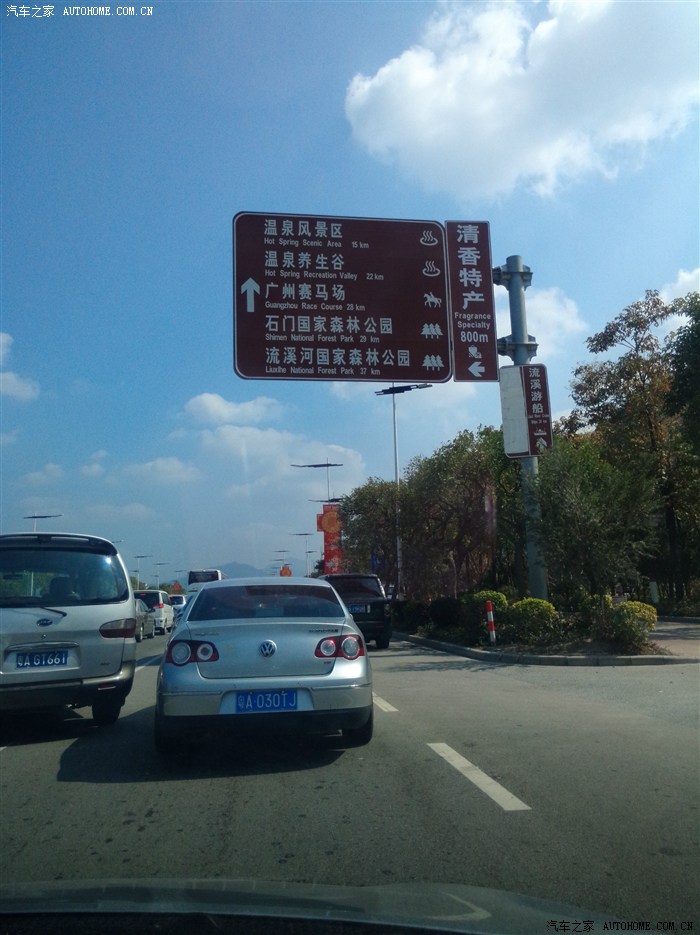 汽车之家 AUTOHOME.COM.CN
温泉风景区
Hot Spring Scenic Area 15 km
温泉养生谷
Hot Spring Recreation Valley 22 km
广州赛马场
Guangzhou Race Course 28 km
石门国家森林公园
Shimen National Forest Park 29 km
流溪河国家森林公园
Liuxihe National Forest Park 37 km
清香特产
Fragrance
Specialty
800m
流溪游船
粤A GT661
粤A·030TJ
汽车之家 AUTOHOME.COM.CN